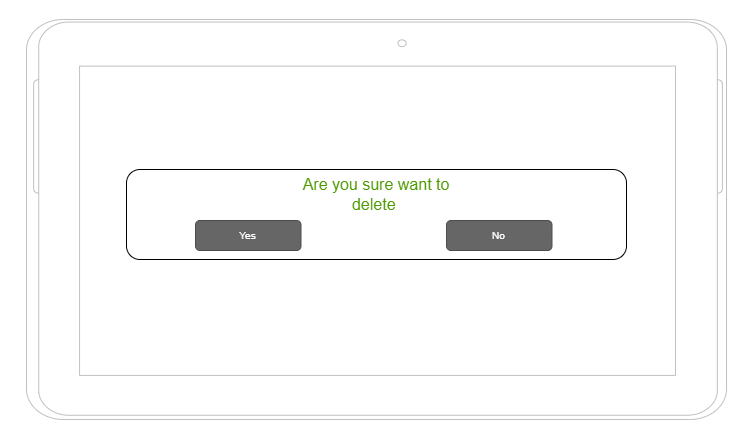 Are you sure want to
delete
Yes
No